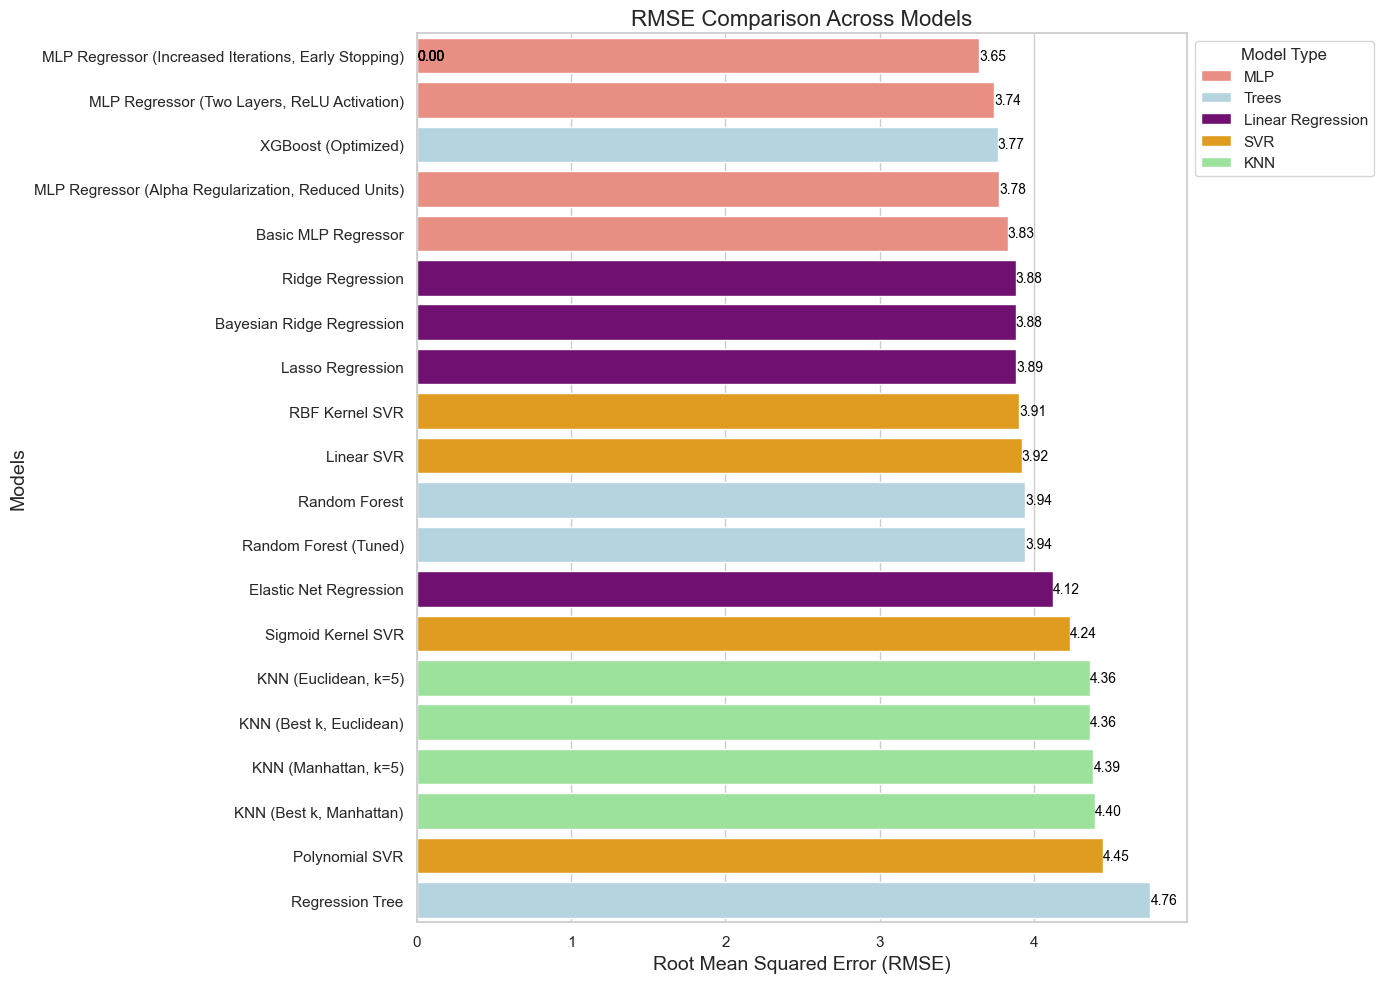 RMSE Comparison Across Models
MLP Regressor (Increased Iterations, Early Stopping) 0.00 3.65
MLP Regressor (Two Layers, ReLU Activation) 3.74
XGBoost (Optimized) 3.77
MLP Regressor (Alpha Regularization, Reduced Units) 3.78
Basic MLP Regressor 3.83
Ridge Regression 3.88
Bayesian Ridge Regression 3.88
Lasso Regression 3.89
RBF Kernel SVR 3.91
Linear SVR 3.92
Random Forest 3.94
Random Forest (Tuned) 3.94
Elastic Net Regression 4.12
Sigmoid Kernel SVR 4.24
KNN (Euclidean, k=5) 4.36
KNN (Best k, Euclidean) 4.36
KNN (Manhattan, k=5) 4.39
KNN (Best k, Manhattan) 4.40
Polynomial SVR 4.45
Regression Tree 4.76
0 1 2 3 4
Root Mean Squared Error (RMSE)
Models
Model Type
MLP
Trees
Linear Regression
SVR
KNN